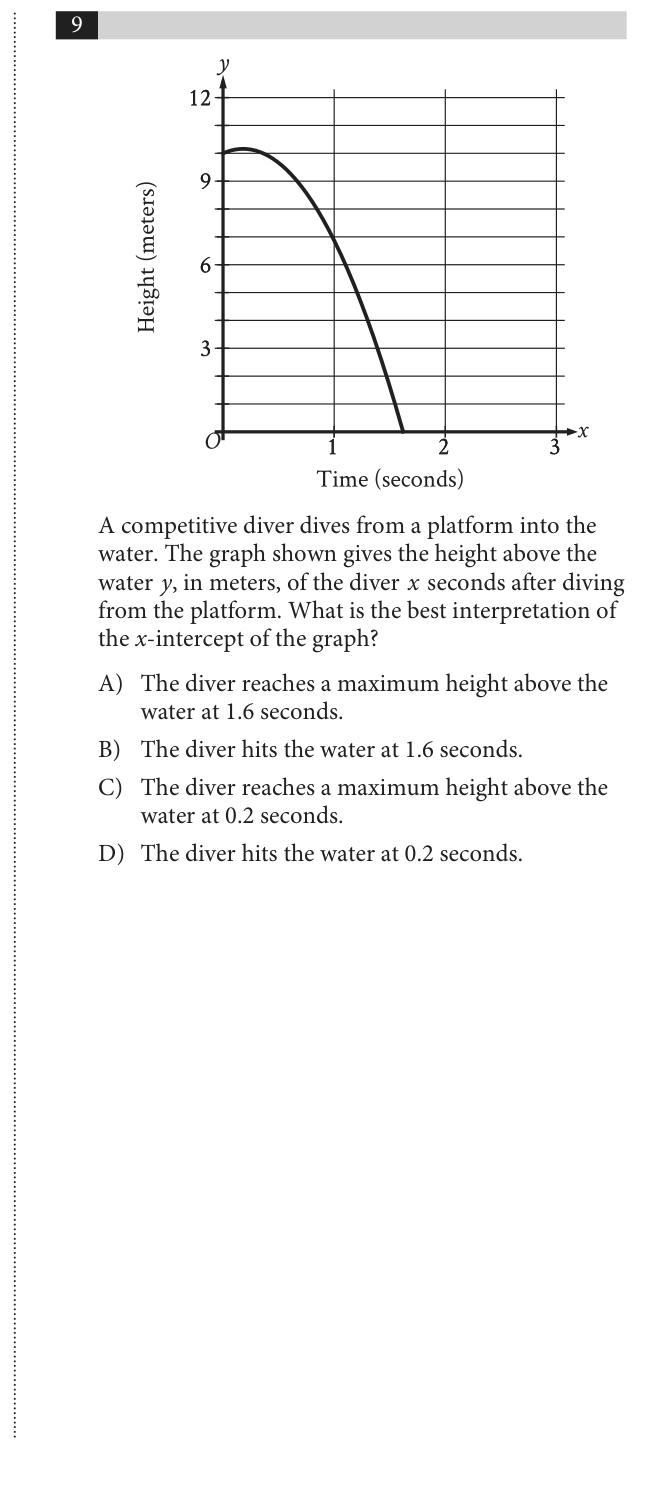 9
y
12
9
6
3
Height (meters)
O
1
2
3
x
Time (seconds)
A competitive diver dives from a platform into the
water. The graph shown gives the height above the
water y, in meters, of the diver x seconds after diving
from the platform. What is the best interpretation of
the x-intercept of the graph?
A) The diver reaches a maximum height above the
water at 1.6 seconds.
B) The diver hits the water at 1.6 seconds.
C) The diver reaches a maximum height above the
water at 0.2 seconds.
D) The diver hits the water at 0.2 seconds.